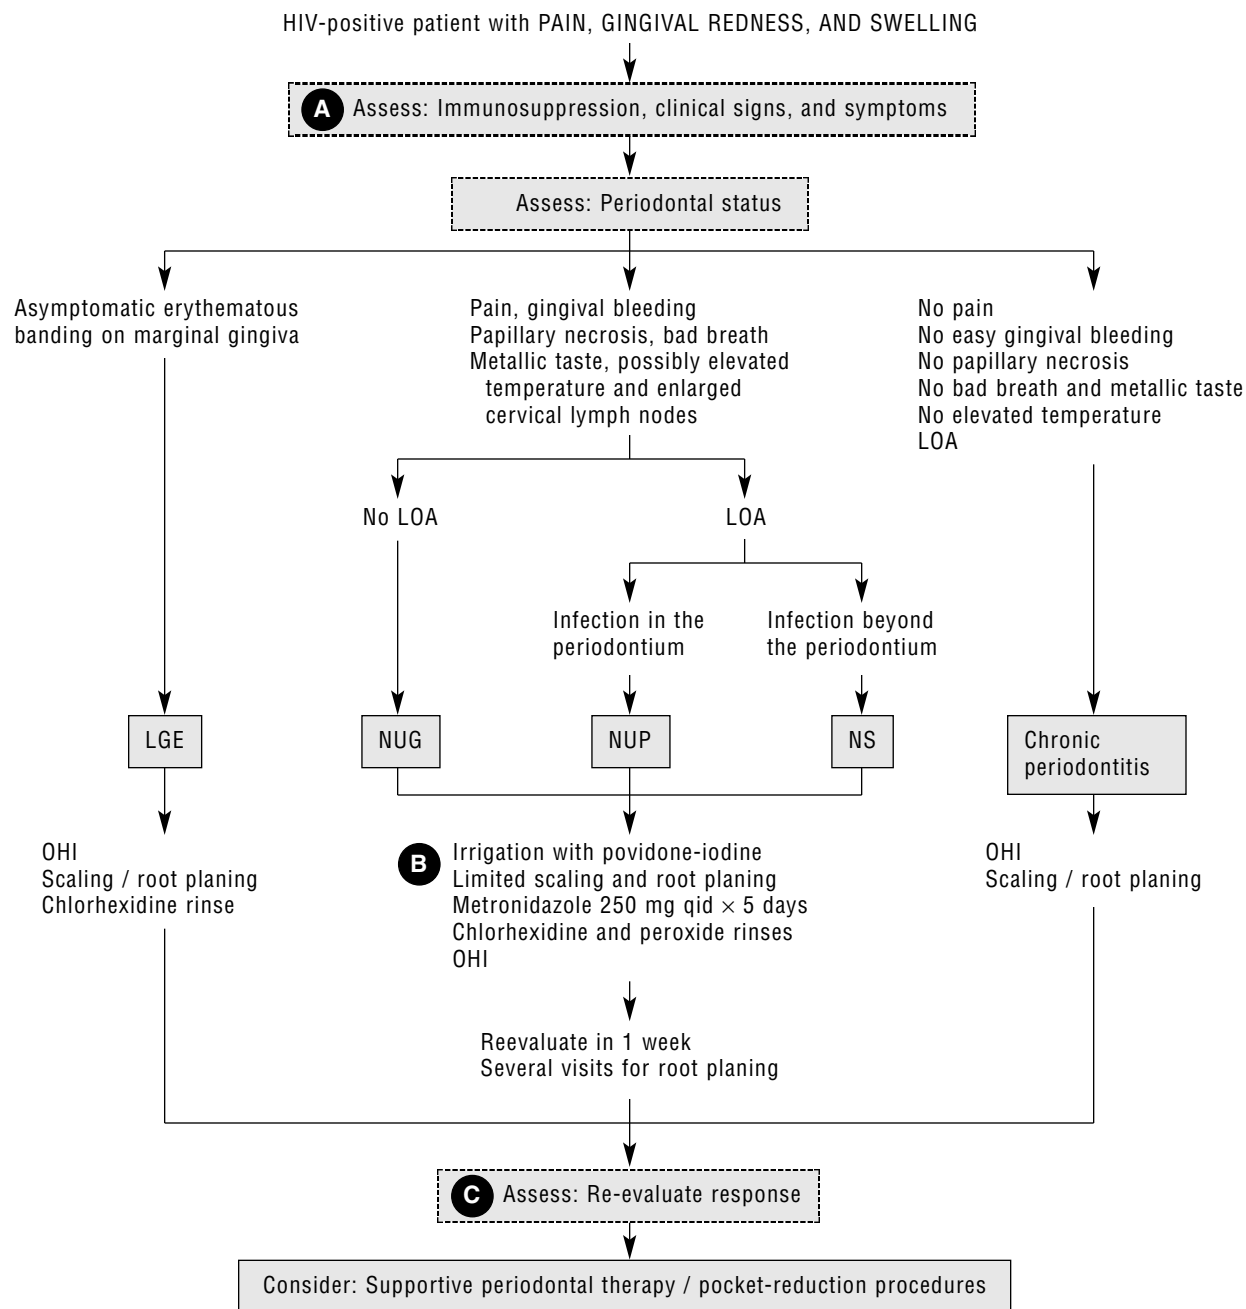 HIV-positive patient with PAIN, GINGIVAL REDNESS, AND SWELLING
A Assess: Immunosuppression, clinical signs, and symptoms
Assess: Periodontal status
Asymptomatic erythematous
banding on marginal gingiva
Pain, gingival bleeding
Papillary necrosis, bad breath
Metallic taste, possibly elevated
temperature and enlarged
cervical lymph nodes
No pain
No easy gingival bleeding
No papillary necrosis
No bad breath and metallic taste
No elevated temperature
LOA
No LOA
LOA
Infection in the
periodontium
Infection beyond
the periodontium
LGE
NUG
NUP
NS
Chronic
periodontitis
OHI
Scaling / root planing
Chlorhexidine rinse
B Irrigation with povidone-iodine
Limited scaling and root planing
Metronidazole 250 mg qid × 5 days
Chlorhexidine and peroxide rinses
OHI
OHI
Scaling / root planing
Reevaluate in 1 week
Several visits for root planing
C Assess: Re-evaluate response
Consider: Supportive periodontal therapy / pocket-reduction procedures